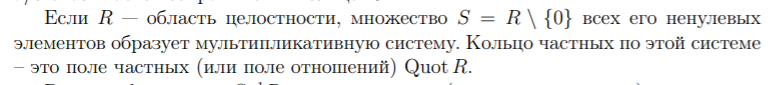 Если R — область целостности, множество S = R \ {0} всех его ненулевых
элементов образует мультипликативную систему. Кольцо частных по этой системе
– это поле частных (или поле отношений) Quot R.